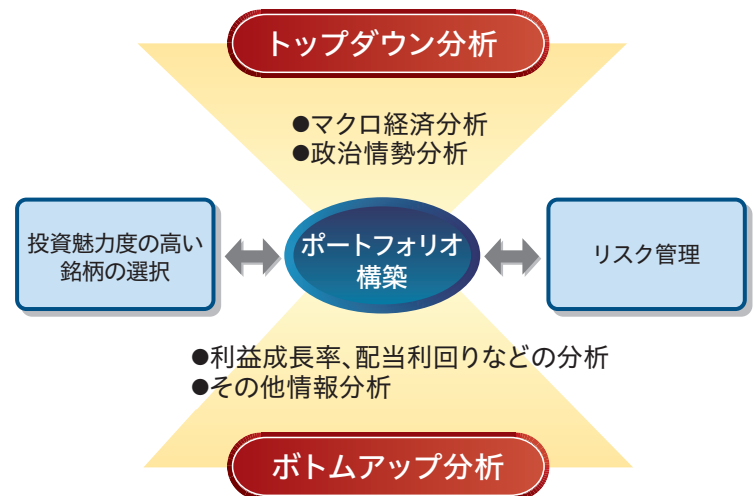 トップダウン分析
●マクロ経済分析
●政治情勢分析
投資魅力度の高い
銘柄の選択
ポートフォリオ
構築
リスク管理
●利益成長率、配当利回りなどの分析
●その他情報分析
ボトムアップ分析